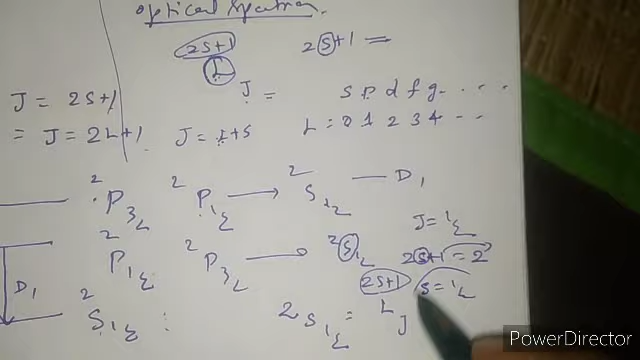 optical spectrum.
2S+1 L J = 2S+1 =
s p d f g - - - -
J = 2S+1
= J = 2L+1 J = L+S L = 0 1 2 3 4 - -
²P3/2 ²P1/2 → ²S1/2 — D1
J = 1/2
²P1/2 ²P3/2 → ²S1/2 2S+1 = 2
D1 2S+1 S = 1/2
²S1/2 : 2S1/2 = L J
PowerDirector